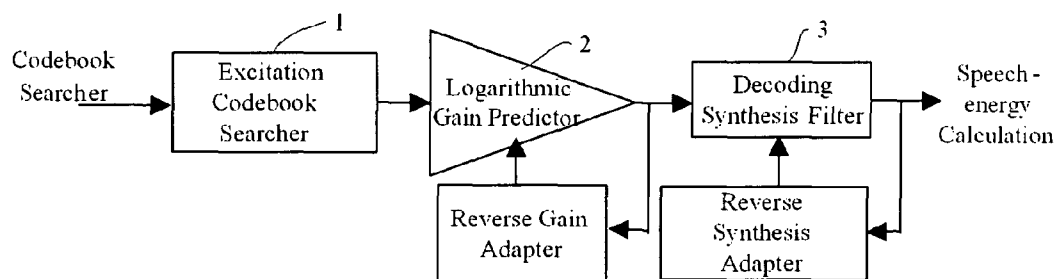 1
2
3
Codebook
Searcher
Excitation
Codebook
Searcher
Logarithmic
Gain Predictor
Decoding
Synthesis Filter
Speech -
energy
Calculation
Reverse Gain
Adapter
Reverse
Synthesis
Adapter